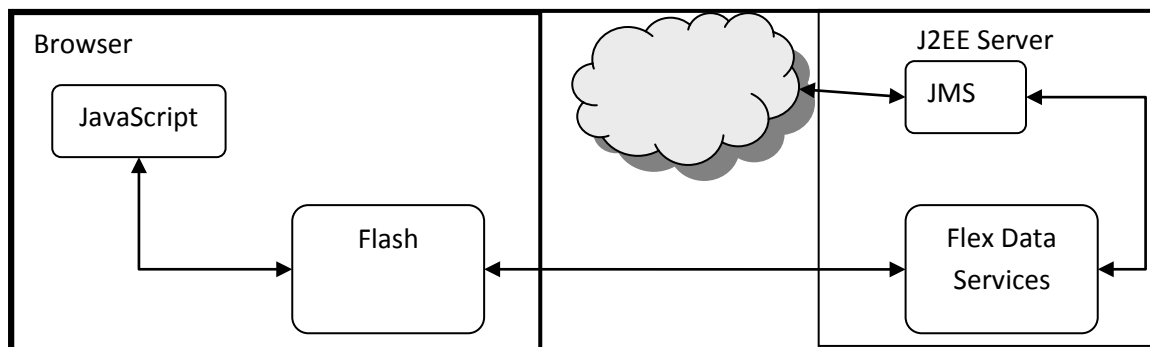 Browser
JavaScript
Flash
J2EE Server
JMS
Flex Data
Services